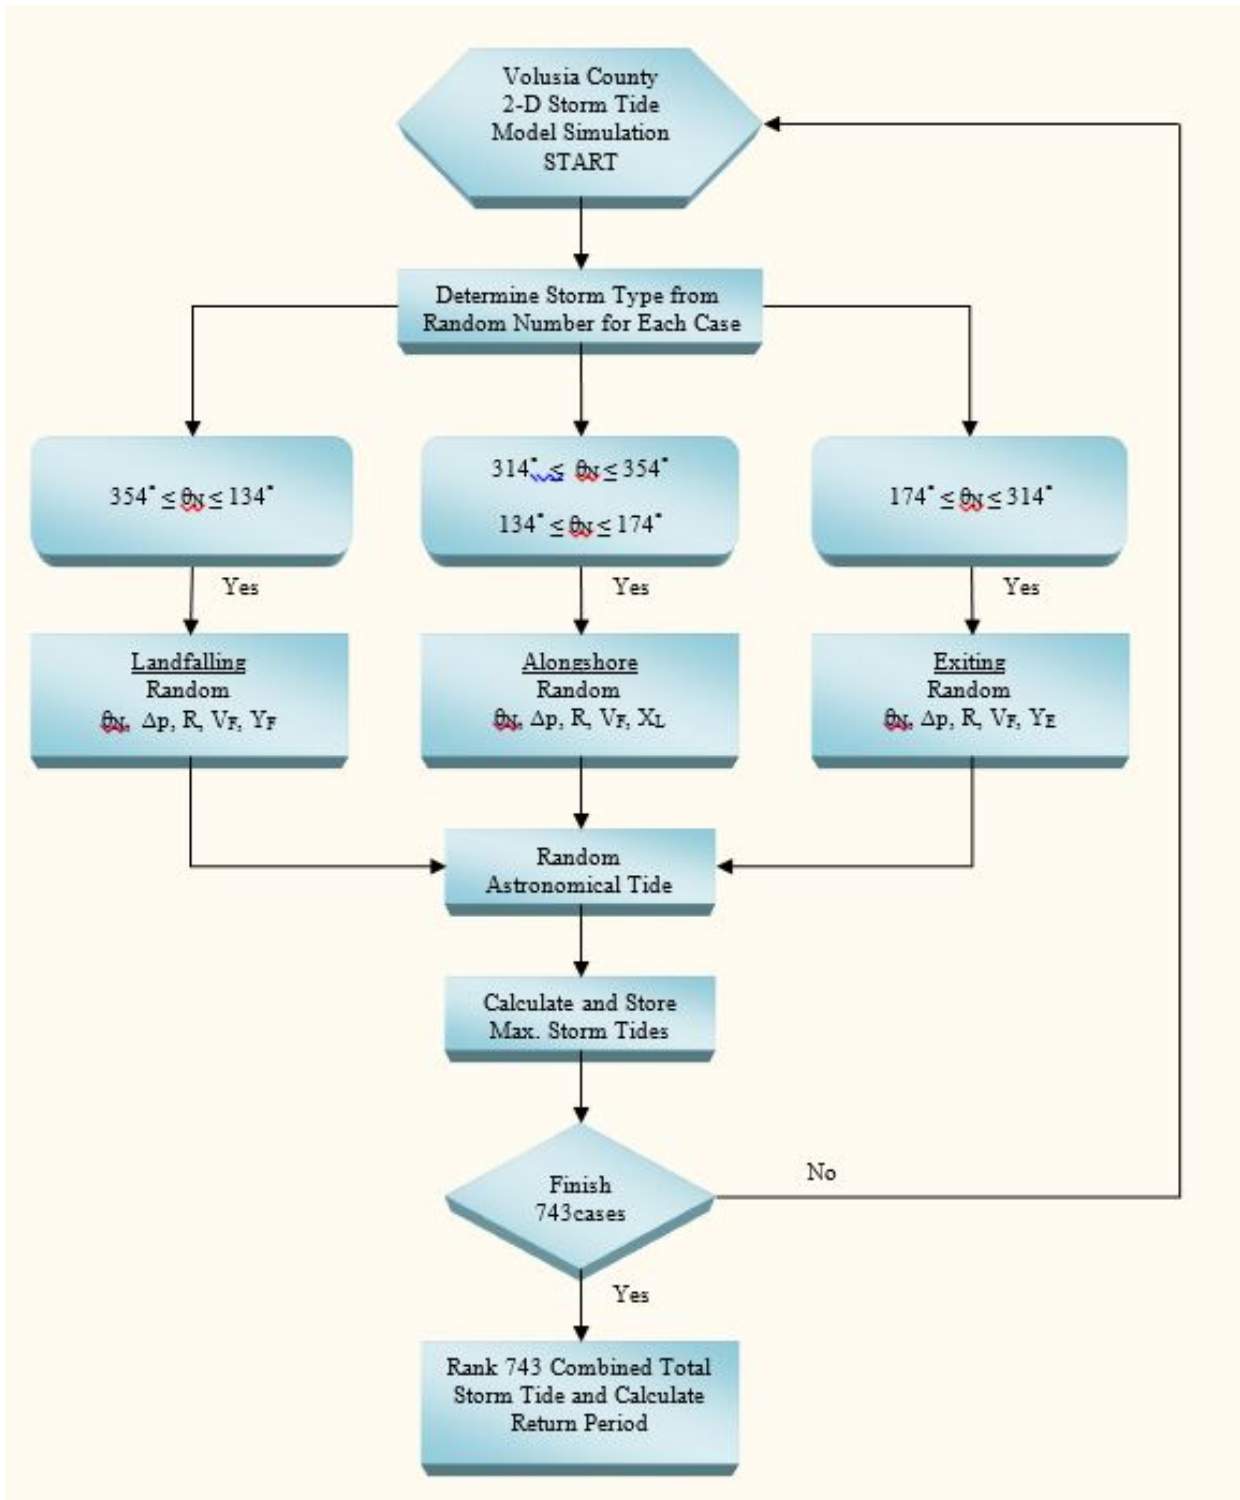 Volusia County
2-D Storm Tide
Model Simulation
START
Determine Storm Type from
Random Number for Each Case
354˚ ≤ θN ≤ 134˚
314˚ ≤ θN ≤ 354˚
134˚ ≤ θN ≤ 174˚
174˚ ≤ θN ≤ 314˚
Yes
Yes
Yes
Landfalling
Random
θN, Δp, R, VF, YF
Alongshore
Random
θN, Δp, R, VF, XL
Exiting
Random
θN, Δp, R, VF, YE
Random
Astronomical Tide
Calculate and Store
Max. Storm Tides
Finish
743cases
No
Yes
Rank 743 Combined Total
Storm Tide and Calculate
Return Period